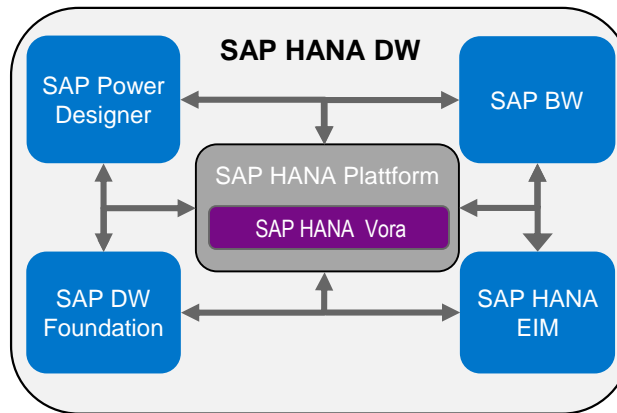 SAP HANA DW
SAP Power
Designer
SAP BW
SAP HANA Plattform
SAP HANA Vora
SAP DW
Foundation
SAP HANA
EIM